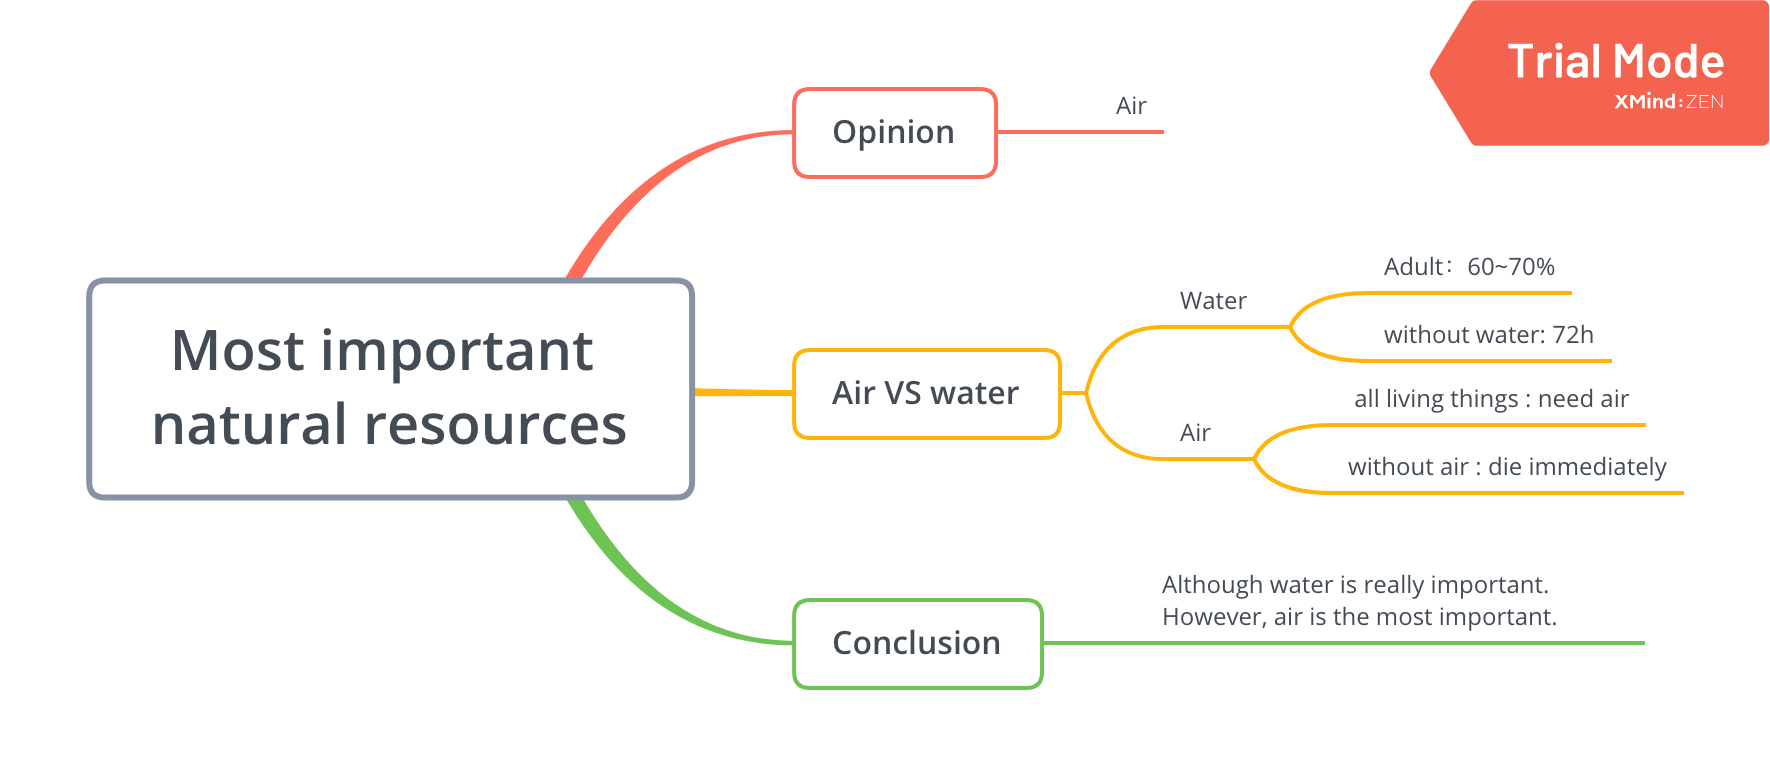 Trial Mode
XMind:ZEN
Opinion
Air
Most important
natural resources
Air VS water
Water
Adult：60~70%
without water: 72h
Air
all living things : need air
without air : die immediately
Conclusion
Although water is really important.
However, air is the most important.